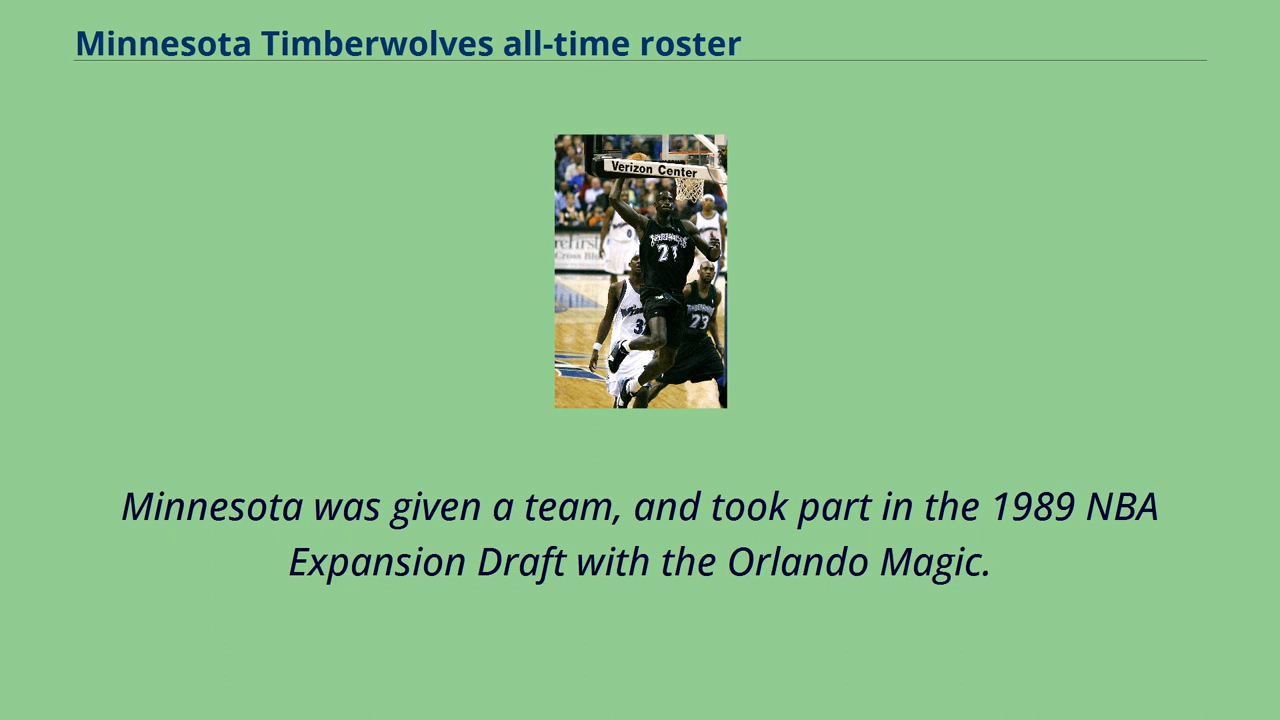 Minnesota Timberwolves all-time roster
Verizon Center
21
23
Minnesota was given a team, and took part in the 1989 NBA
Expansion Draft with the Orlando Magic.